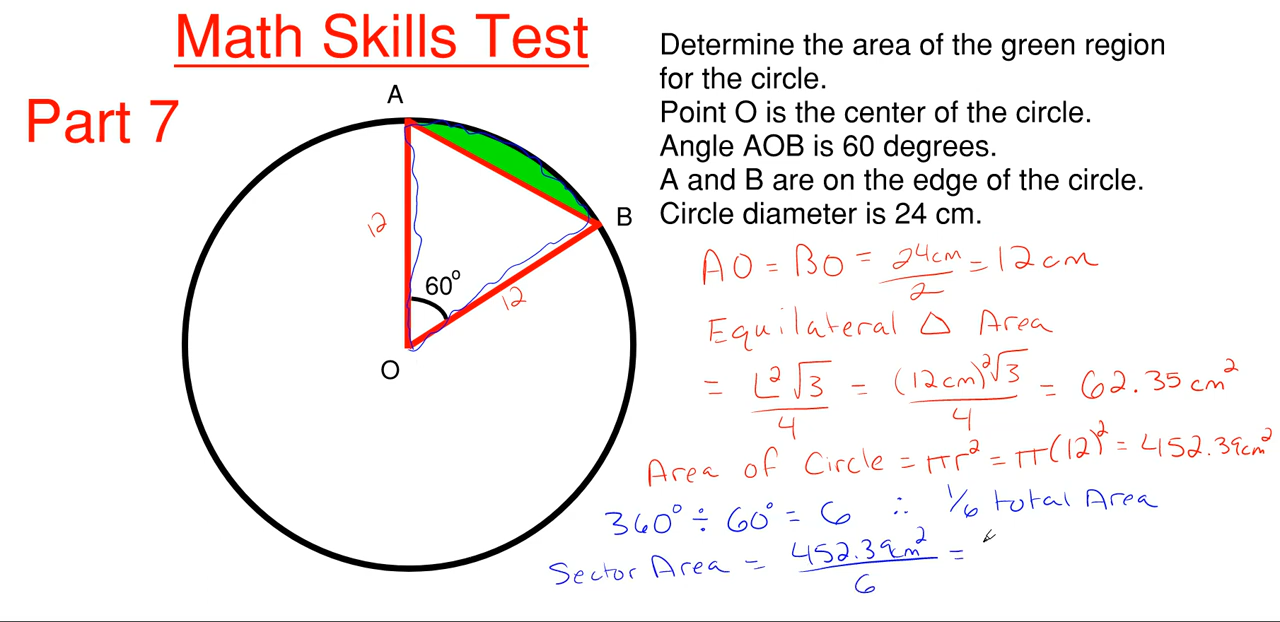 Math Skills Test
Part 7
Determine the area of the green region
for the circle.
Point O is the center of the circle.
Angle AOB is 60 degrees.
A and B are on the edge of the circle.
Circle diameter is 24 cm.
A
B
O
12
12
60°
AO = BO = 24cm/2 = 12cm
Equilateral △ Area
= L²√3/4 = (12cm)²√3/4 = 62.35 cm²
Area of Circle = πr² = π(12)² = 452.39cm²
360° ÷ 60° = 6 ∴ 1/6 total Area
Sector Area = 452.39cm²/6 =